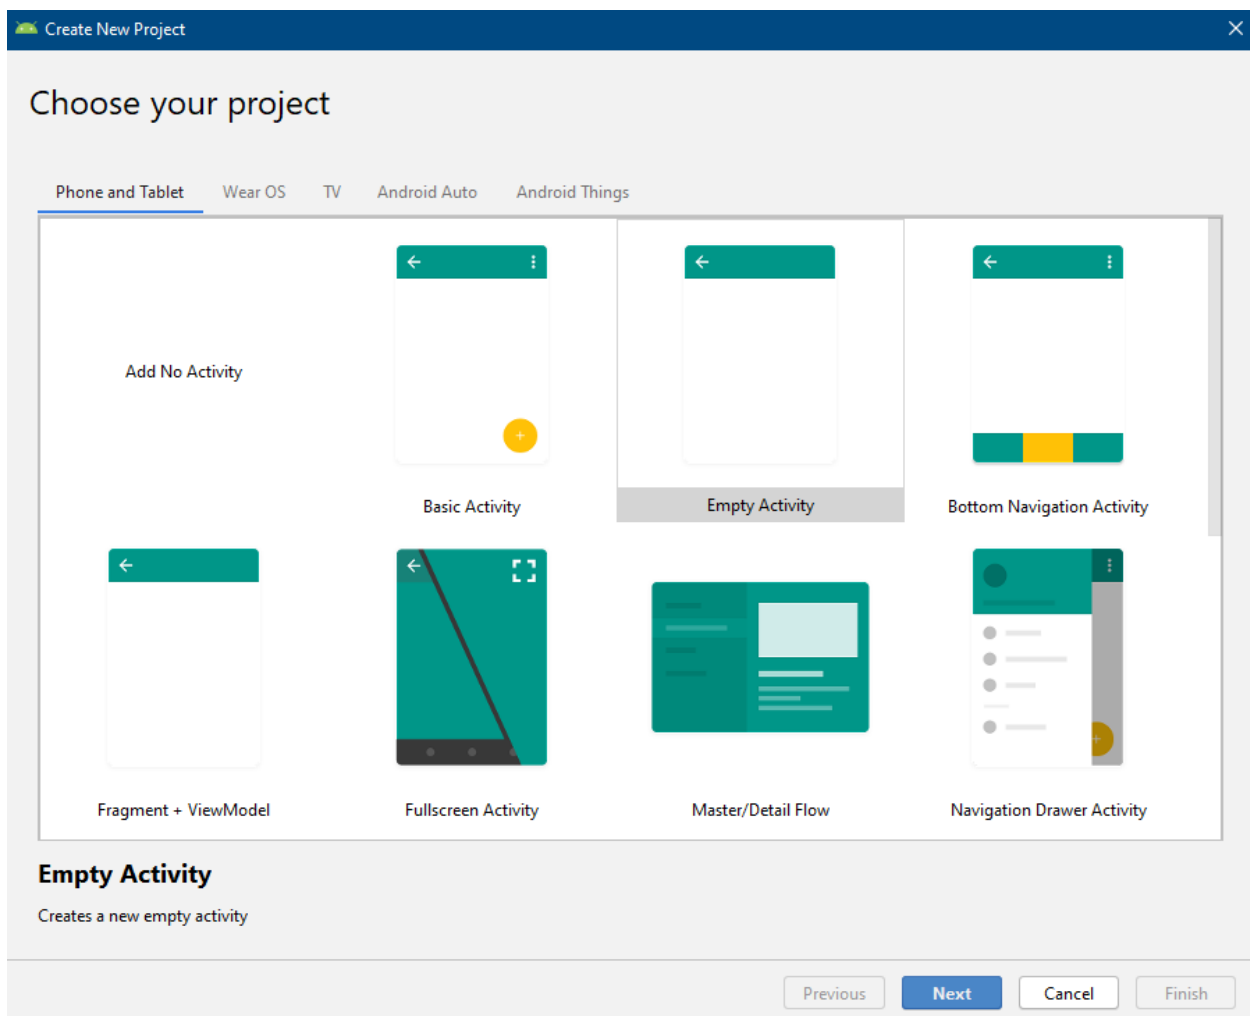 Create New Project
Choose your project
Phone and Tablet Wear OS TV Android Auto Android Things
Add No Activity
Basic Activity Empty Activity Bottom Navigation Activity
Fragment + ViewModel Fullscreen Activity Master/Detail Flow Navigation Drawer Activity
Empty Activity
Creates a new empty activity
Previous Next Cancel Finish